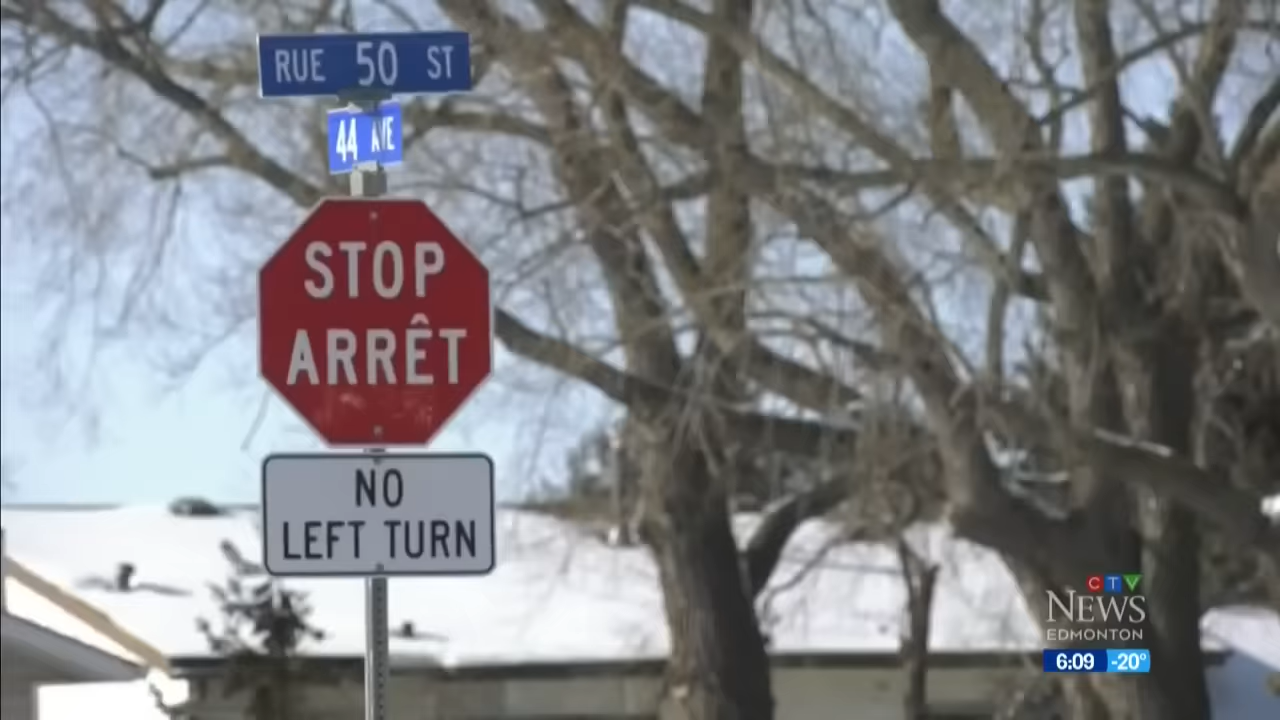 RUE 50 ST
44 AVE
STOP
ARRÊT
NO
LEFT TURN
CTV
NEWS
EDMONTON
6:09 -20°